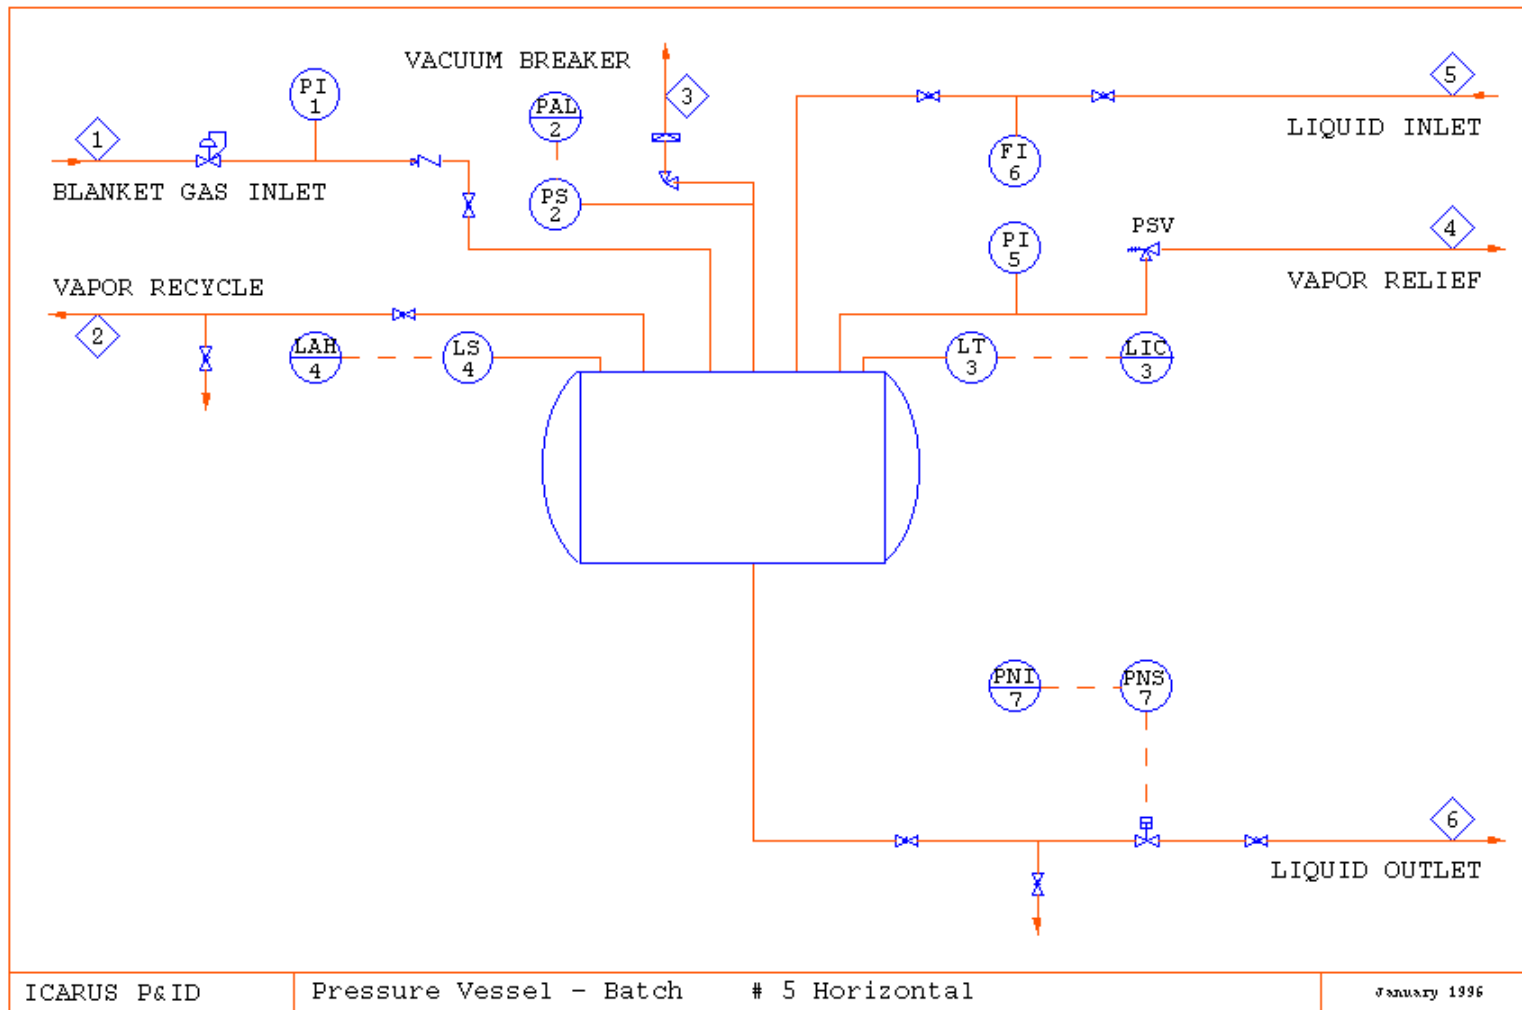 VACUUM BREAKER
PI
1
PAL
2
3
5
1
LIQUID INLET
FI
6
BLANKET GAS INLET
PS
2
PSV
4
PI
5
VAPOR RECYCLE
VAPOR RELIEF
2
LAH
4
LS
4
LT
3
LIC
3
PNI
7
PNS
7
6
LIQUID OUTLET
ICARUS P&ID
Pressure Vessel - Batch # 5 Horizontal
January 1996